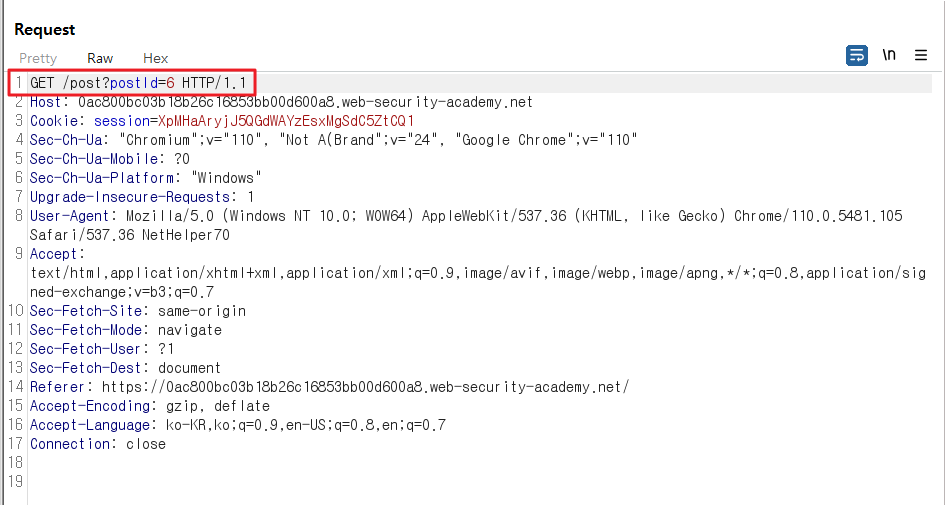 Request
Pretty Raw Hex \n
1 GET /post?postId=6 HTTP/1.1
2 Host: 0ac800bc03b18b26c16853bb00d600a8.web-security-academy.net
3 Cookie: session=XpMHaAryjJ5QGdWAYzEsxMgSdC5ZtCQ1
4 Sec-Ch-Ua: "Chromium";v="110", "Not A(Brand";v="24", "Google Chrome";v="110"
5 Sec-Ch-Ua-Mobile: ?0
6 Sec-Ch-Ua-Platform: "Windows"
7 Upgrade-Insecure-Requests: 1
8 User-Agent: Mozilla/5.0 (Windows NT 10.0; WOW64) AppleWebKit/537.36 (KHTML, like Gecko) Chrome/110.0.5481.105
Safari/537.36 NetHelper70
9 Accept:
text/html,application/xhtml+xml,application/xml;q=0.9,image/avif,image/webp,image/apng,*/*;q=0.8,application/sig
ned-exchange;v=b3;q=0.7
10 Sec-Fetch-Site: same-origin
11 Sec-Fetch-Mode: navigate
12 Sec-Fetch-User: ?1
13 Sec-Fetch-Dest: document
14 Referer: https://0ac800bc03b18b26c16853bb00d600a8.web-security-academy.net/
15 Accept-Encoding: gzip, deflate
16 Accept-Language: ko-KR,ko;q=0.9,en-US;q=0.8,en;q=0.7
17 Connection: close
18
19